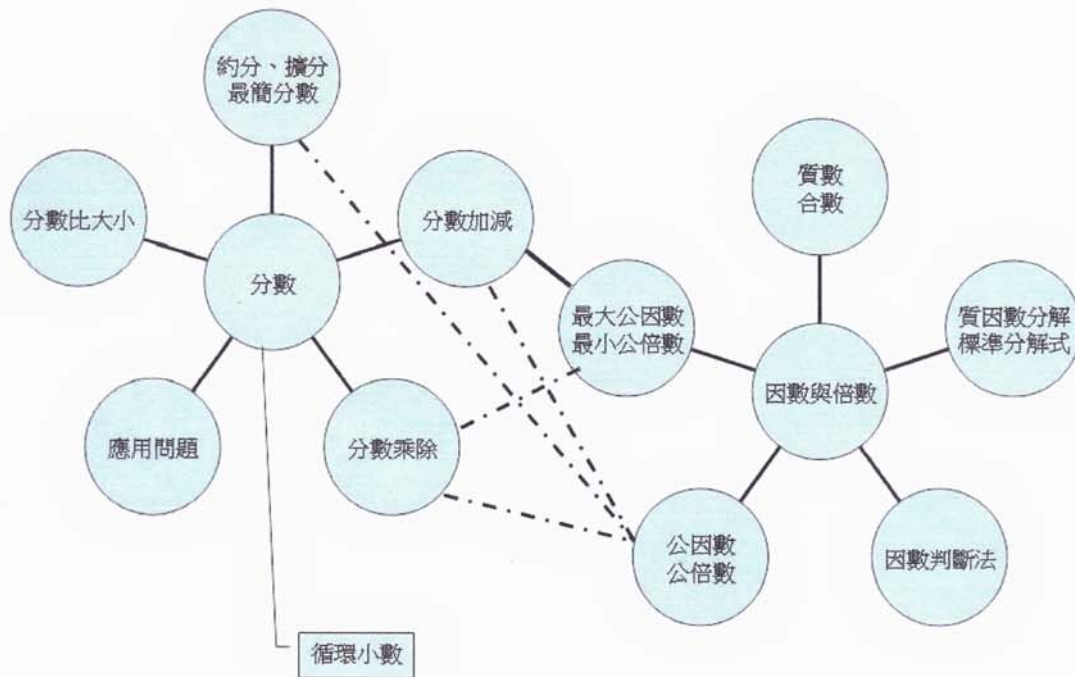 約分、擴分
最簡分數
分數比大小
分數
分數加減
應用問題
分數乘除
循環小數
最大公因數
最小公倍數
質數
合數
因數與倍數
質因數分解
標準分解式
公因數
公倍數
因數判斷法